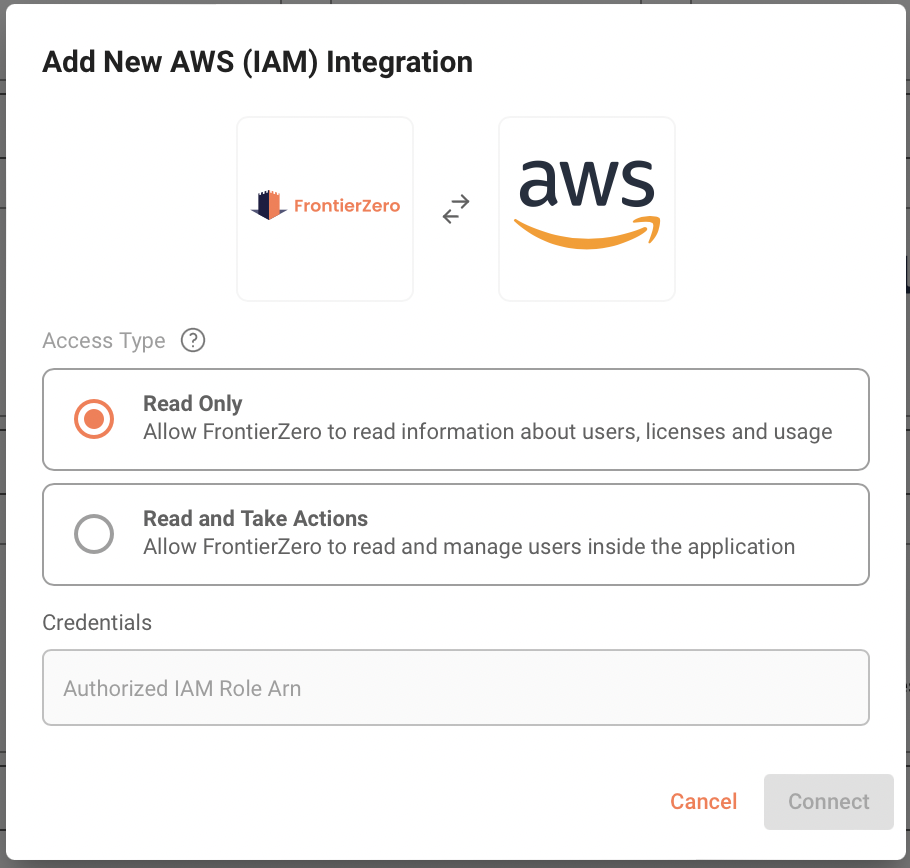 Add New AWS (IAM) Integration
FrontierZero
aws
Access Type ?
Read Only
Allow FrontierZero to read information about users, licenses and usage
Read and Take Actions
Allow FrontierZero to read and manage users inside the application
Credentials
Authorized IAM Role Arn
Cancel
Connect